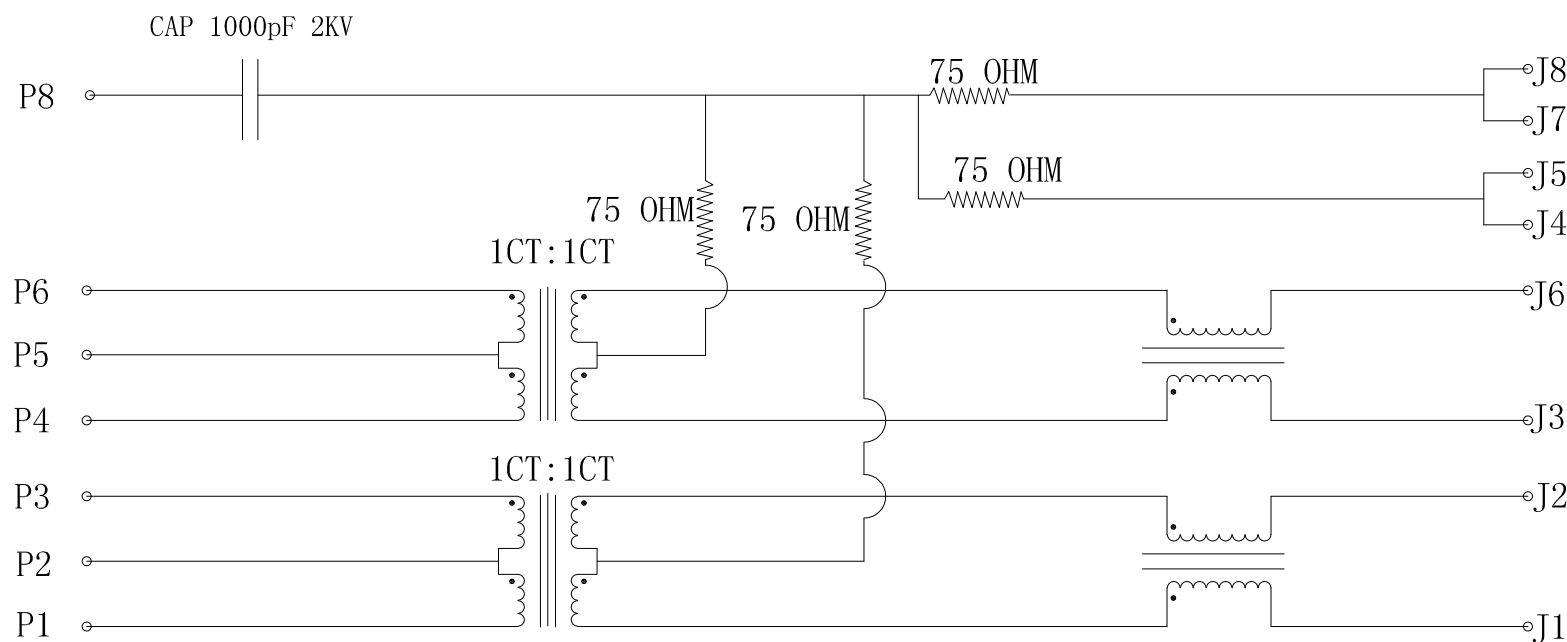 CAP 1000pF 2KV
P8
75 OHM
J8
J7
75 OHM
J5
J4
75 OHM
75 OHM
1CT:1CT
P6
J6
P5
P4
J3
1CT:1CT
P3
J2
P2
P1
J1